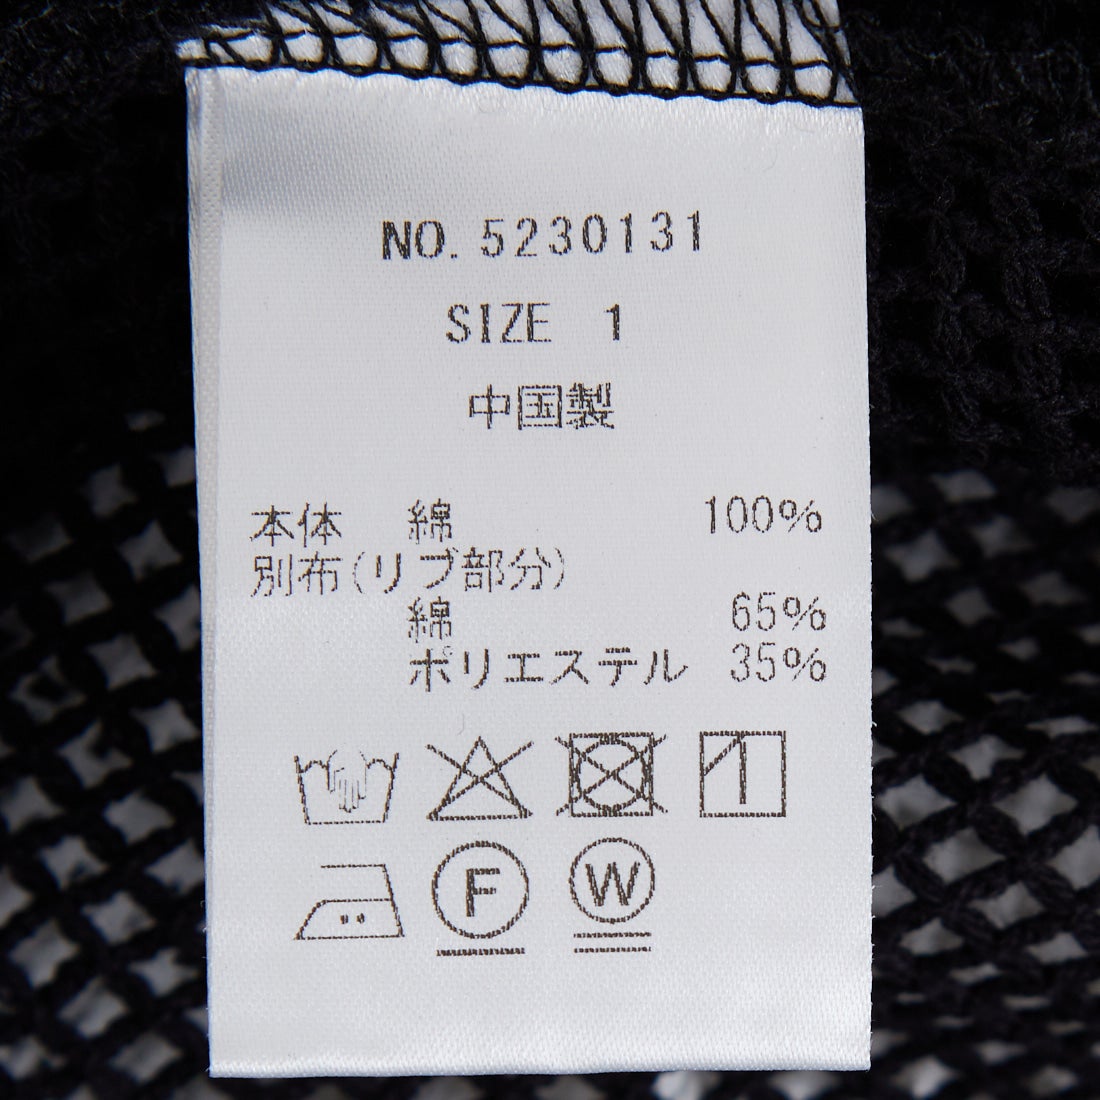 NO. 5230131
SIZE 1
中国製
本体 綿 100%
別布(リブ部分)
綿 65%
ポリエステル 35%
F
W